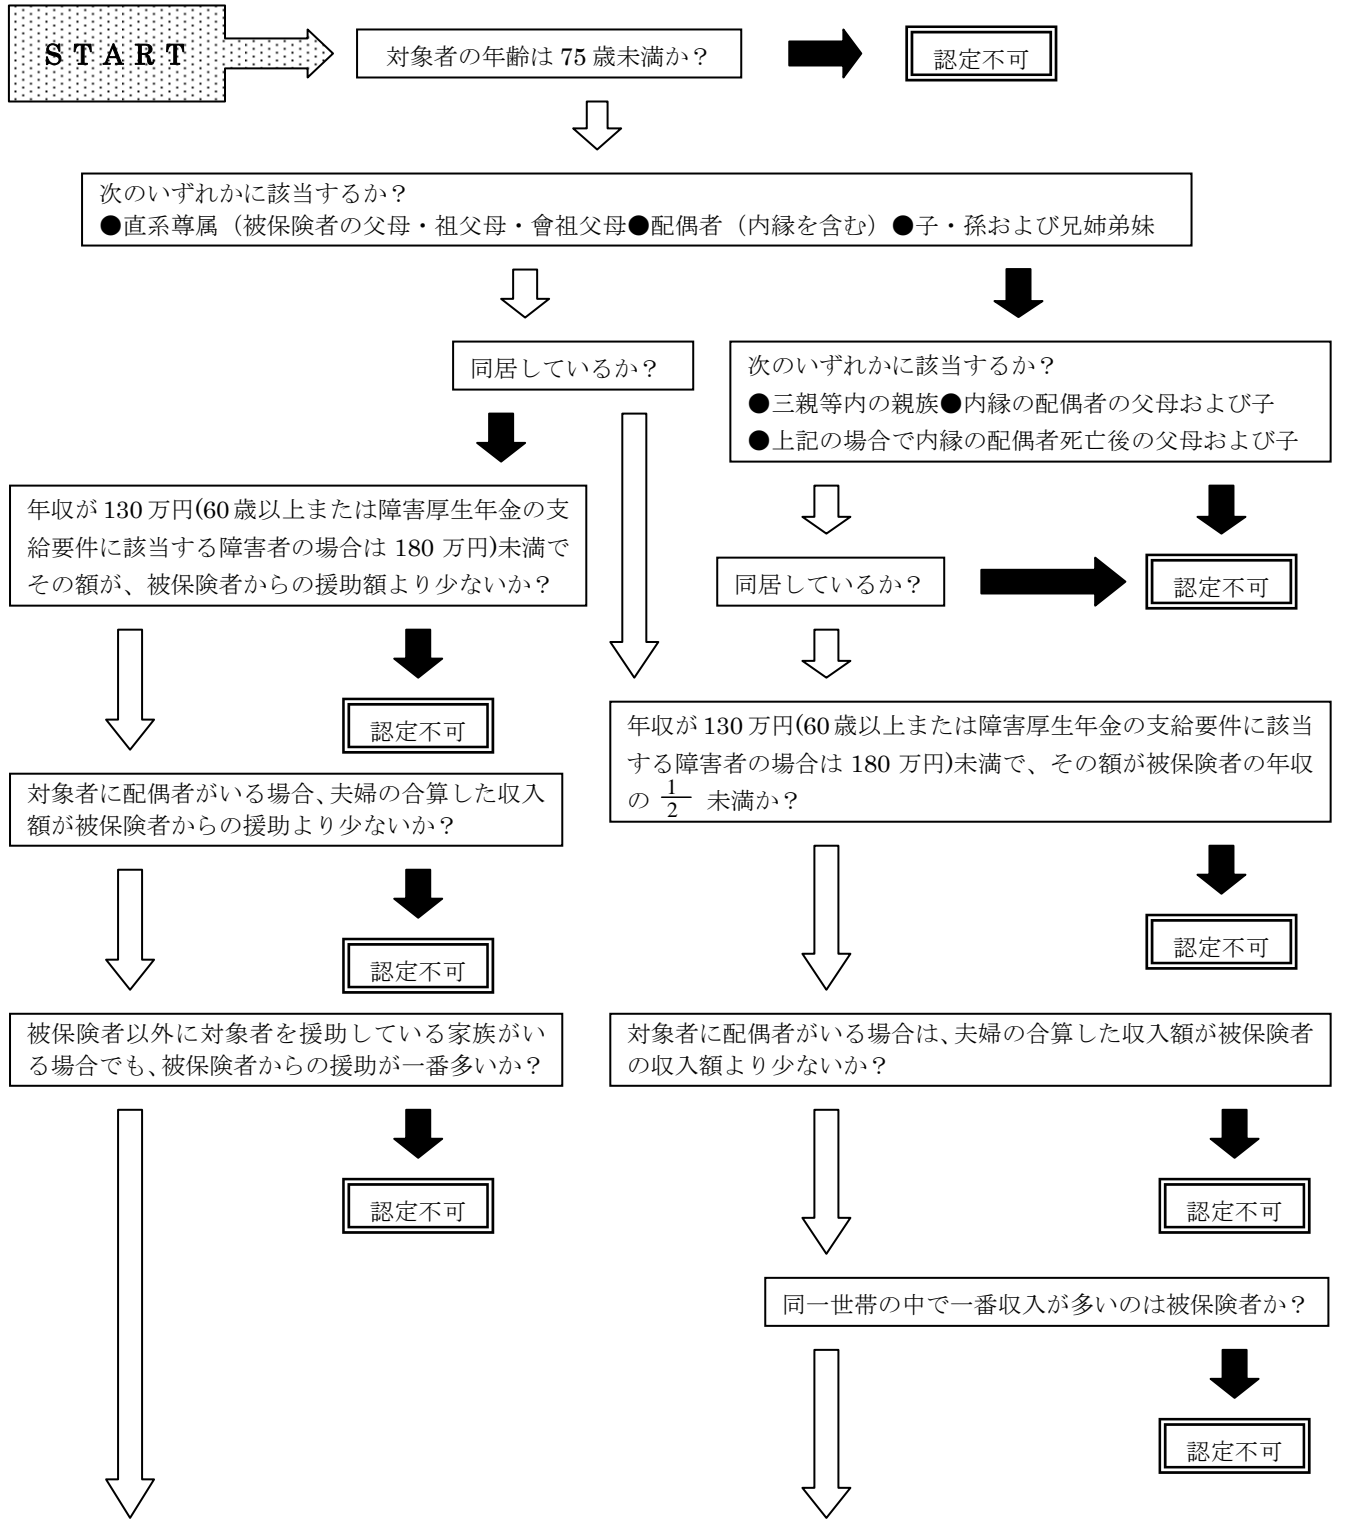 START
対象者の年齢は 75 歳未満か？
認定不可
次のいずれかに該当するか？
●直系尊属（被保険者の父母・祖父母・會祖父母●配偶者（内縁を含む）●子・孫および兄姉弟妹
同居しているか？
次のいずれかに該当するか？
●三親等内の親族●内縁の配偶者の父母および子
●上記の場合で内縁の配偶者死亡後の父母および子
年収が 130 万円(60 歳以上または障害厚生年金の支
給要件に該当する障害者の場合は 180 万円)未満で
その額が、被保険者からの援助額より少ないか？
同居しているか？
認定不可
認定不可
年収が 130 万円(60 歳以上または障害厚生年金の支給要件に該当
する障害者の場合は 180 万円)未満で、その額が被保険者の年収
の 1/2 未満か？
対象者に配偶者がいる場合、夫婦の合算した収入
額が被保険者からの援助より少ないか？
認定不可
認定不可
被保険者以外に対象者を援助している家族がい
る場合でも、被保険者からの援助が一番多いか？
対象者に配偶者がいる場合は、夫婦の合算した収入額が被保険者
の収入額より少ないか？
認定不可
認定不可
同一世帯の中で一番収入が多いのは被保険者か？
認定不可